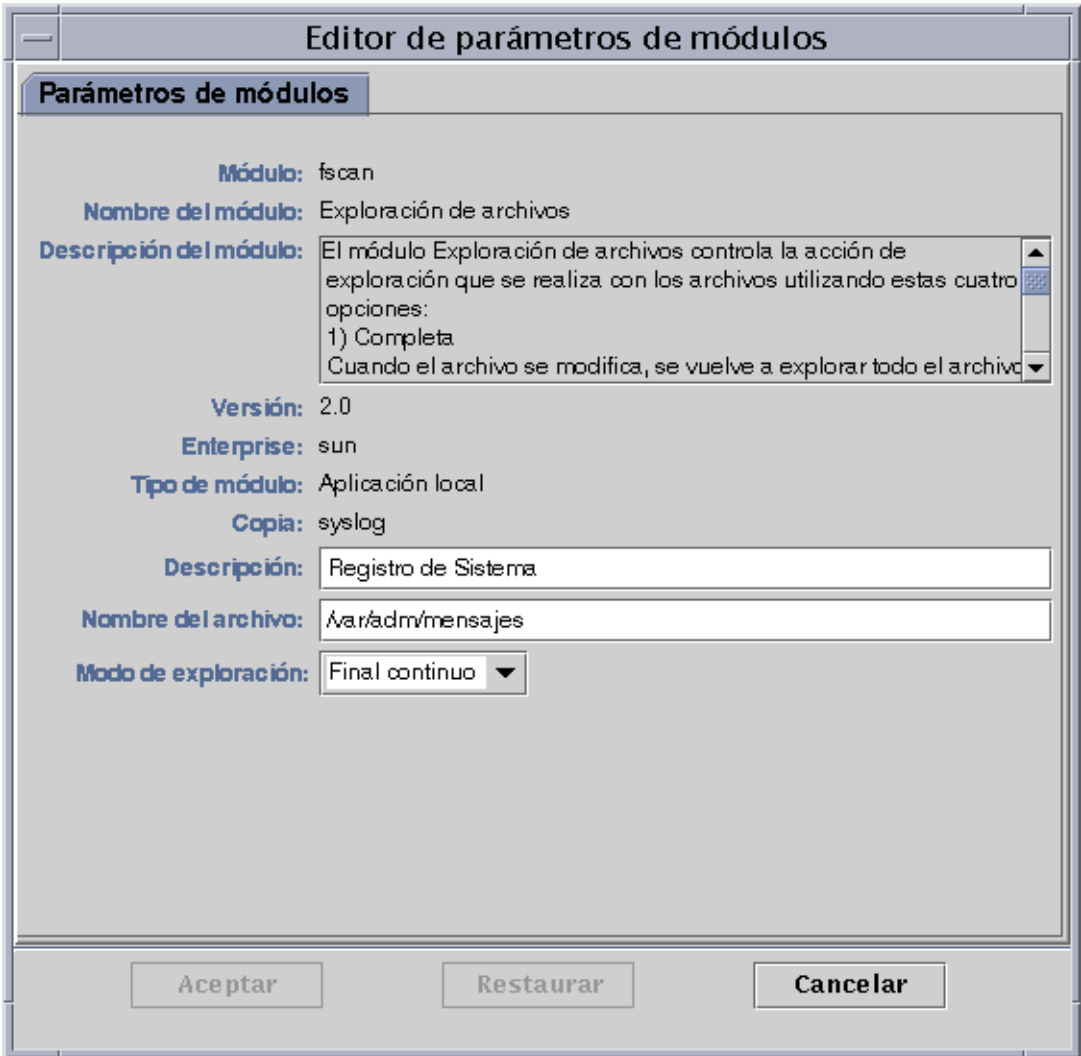 Editor de parámetros de módulos
Parámetros de módulos
Módulo: fscan
Nombre del módulo: Exploración de archivos
Descripción del módulo: El módulo Exploración de archivos controla la acción de
exploración que se realiza con los archivos utilizando estas cuatro
opciones:
1) Completa
Cuando el archivo se modifica, se vuelve a explorar todo el archivo
Versión: 2.0
Enterprise: sun
Tipo de módulo: Aplicación local
Copia: syslog
Descripción: Registro de Sistema
Nombre del archivo: /var/adm/mensajes
Modo de exploración: Final continuo
Aceptar Restaurar Cancelar